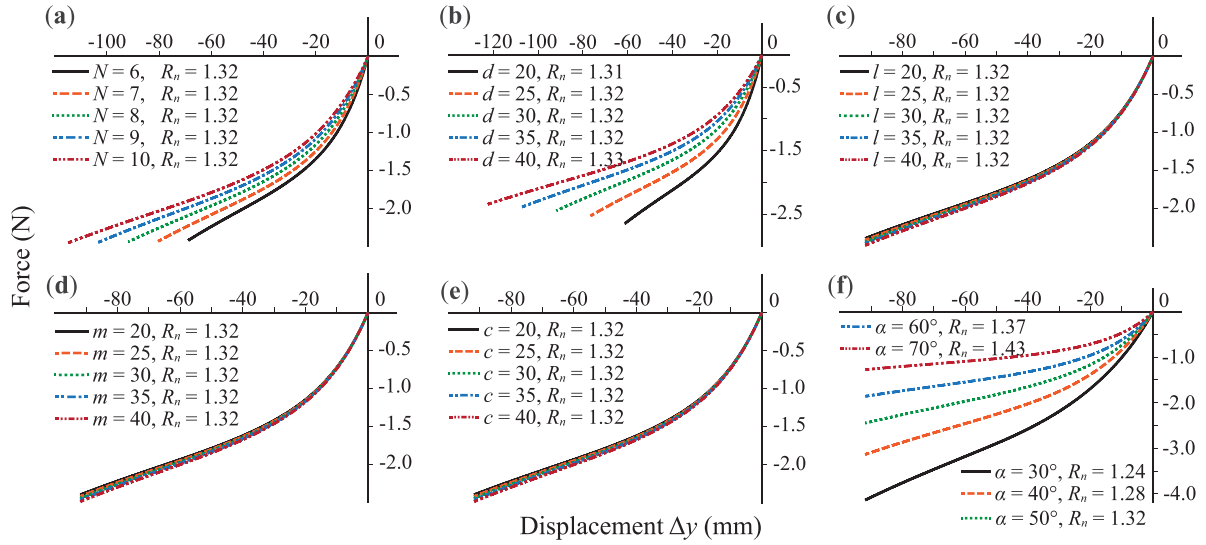 (a)
-100 -80 -60 -40 -20 0
N = 6, Rn = 1.32
N = 7, Rn = 1.32
N = 8, Rn = 1.32
N = 9, Rn = 1.32
N = 10, Rn = 1.32
-0.5
-1.0
-1.5
-2.0
(b)
-120 -100 -80 -60 -40 -20 0
d = 20, Rn = 1.31
d = 25, Rn = 1.32
d = 30, Rn = 1.32
d = 35, Rn = 1.32
d = 40, Rn = 1.33
-0.5
-1.5
-2.5
(c)
-80 -60 -40 -20 0
l = 20, Rn = 1.32
l = 25, Rn = 1.32
l = 30, Rn = 1.32
l = 35, Rn = 1.32
l = 40, Rn = 1.32
-0.5
-1.0
-1.5
-2.0
Force (N)
(d)
-80 -60 -40 -20 0
m = 20, Rn = 1.32
m = 25, Rn = 1.32
m = 30, Rn = 1.32
m = 35, Rn = 1.32
m = 40, Rn = 1.32
-0.5
-1.0
-1.5
-2.0
(e)
-80 -60 -40 -20 0
c = 20, Rn = 1.32
c = 25, Rn = 1.32
c = 30, Rn = 1.32
c = 35, Rn = 1.32
c = 40, Rn = 1.32
-0.5
-1.0
-1.5
-2.0
(f)
-80 -60 -40 -20 0
α = 60°, Rn = 1.37
α = 70°, Rn = 1.43
-1.0
-2.0
-3.0
-4.0
α = 30°, Rn = 1.24
α = 40°, Rn = 1.28
α = 50°, Rn = 1.32
Displacement Δy (mm)